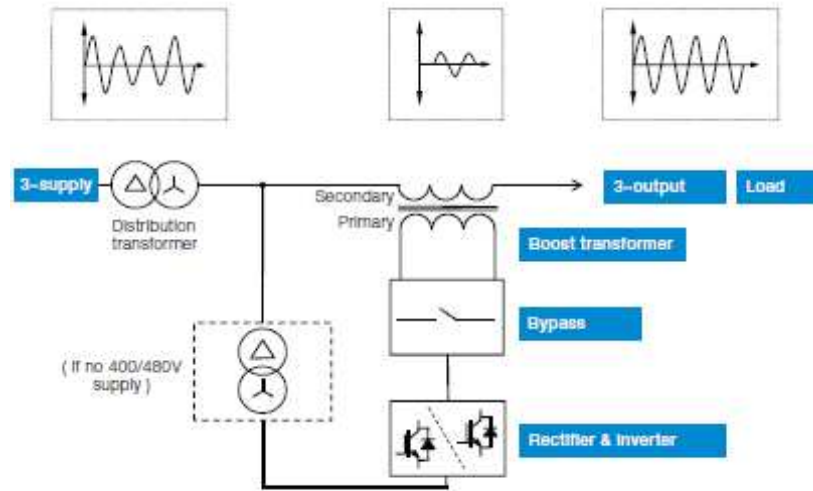 3-supply
Distribution
transformer
Secondary
Primary
3-output
Load
Boost transformer
Bypass
( If no 400/480V
supply )
Rectifier & Inverter